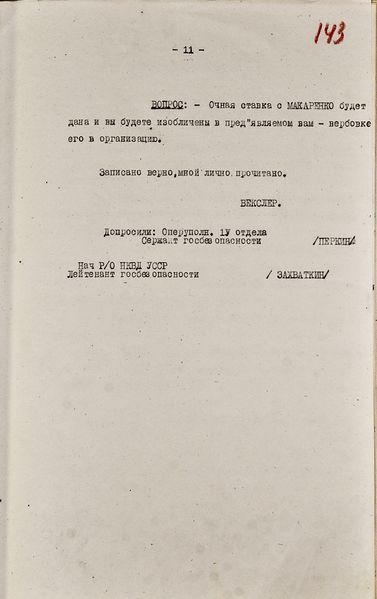 143
- 11 -
ВОПРОС: - Очная ставка с МАКАРЕНКО будет
дана и вы будете изобличены в пред"являемом вам - вербовке
его в организацию.
Записано верно, мной лично прочитано.
ВЕКСЛЕР.
Допросили: Оперуполн. 1У отдела
Сержант госбезопасности /ПЕРКИН/
Нач Р/О НКВД УССР
Лейтенант госбезопасности / ЗАХВАТКИН/